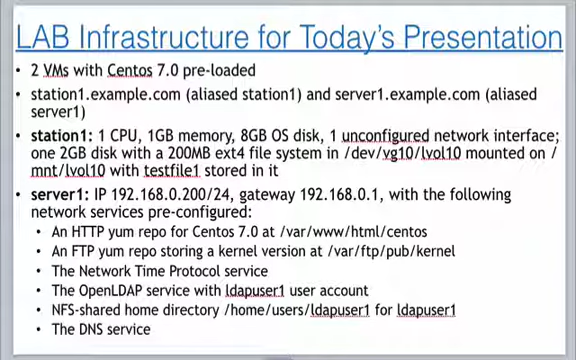 LAB Infrastructure for Today's Presentation
• 2 VMs with Centos 7.0 pre-loaded
• station1.example.com (aliased station1) and server1.example.com (aliased
server1)
• station1: 1 CPU, 1GB memory, 8GB OS disk, 1 unconfigured network interface;
one 2GB disk with a 200MB ext4 file system in /dev/vg10/lvol10 mounted on /
mnt/lvol10 with testfile1 stored in it
• server1: IP 192.168.0.200/24, gateway 192.168.0.1, with the following
network services pre-configured:
• An HTTP yum repo for Centos 7.0 at /var/www/html/centos
• An FTP yum repo storing a kernel version at /var/ftp/pub/kernel
• The Network Time Protocol service
• The OpenLDAP service with ldapuser1 user account
• NFS-shared home directory /home/users/ldapuser1 for ldapuser1
• The DNS service